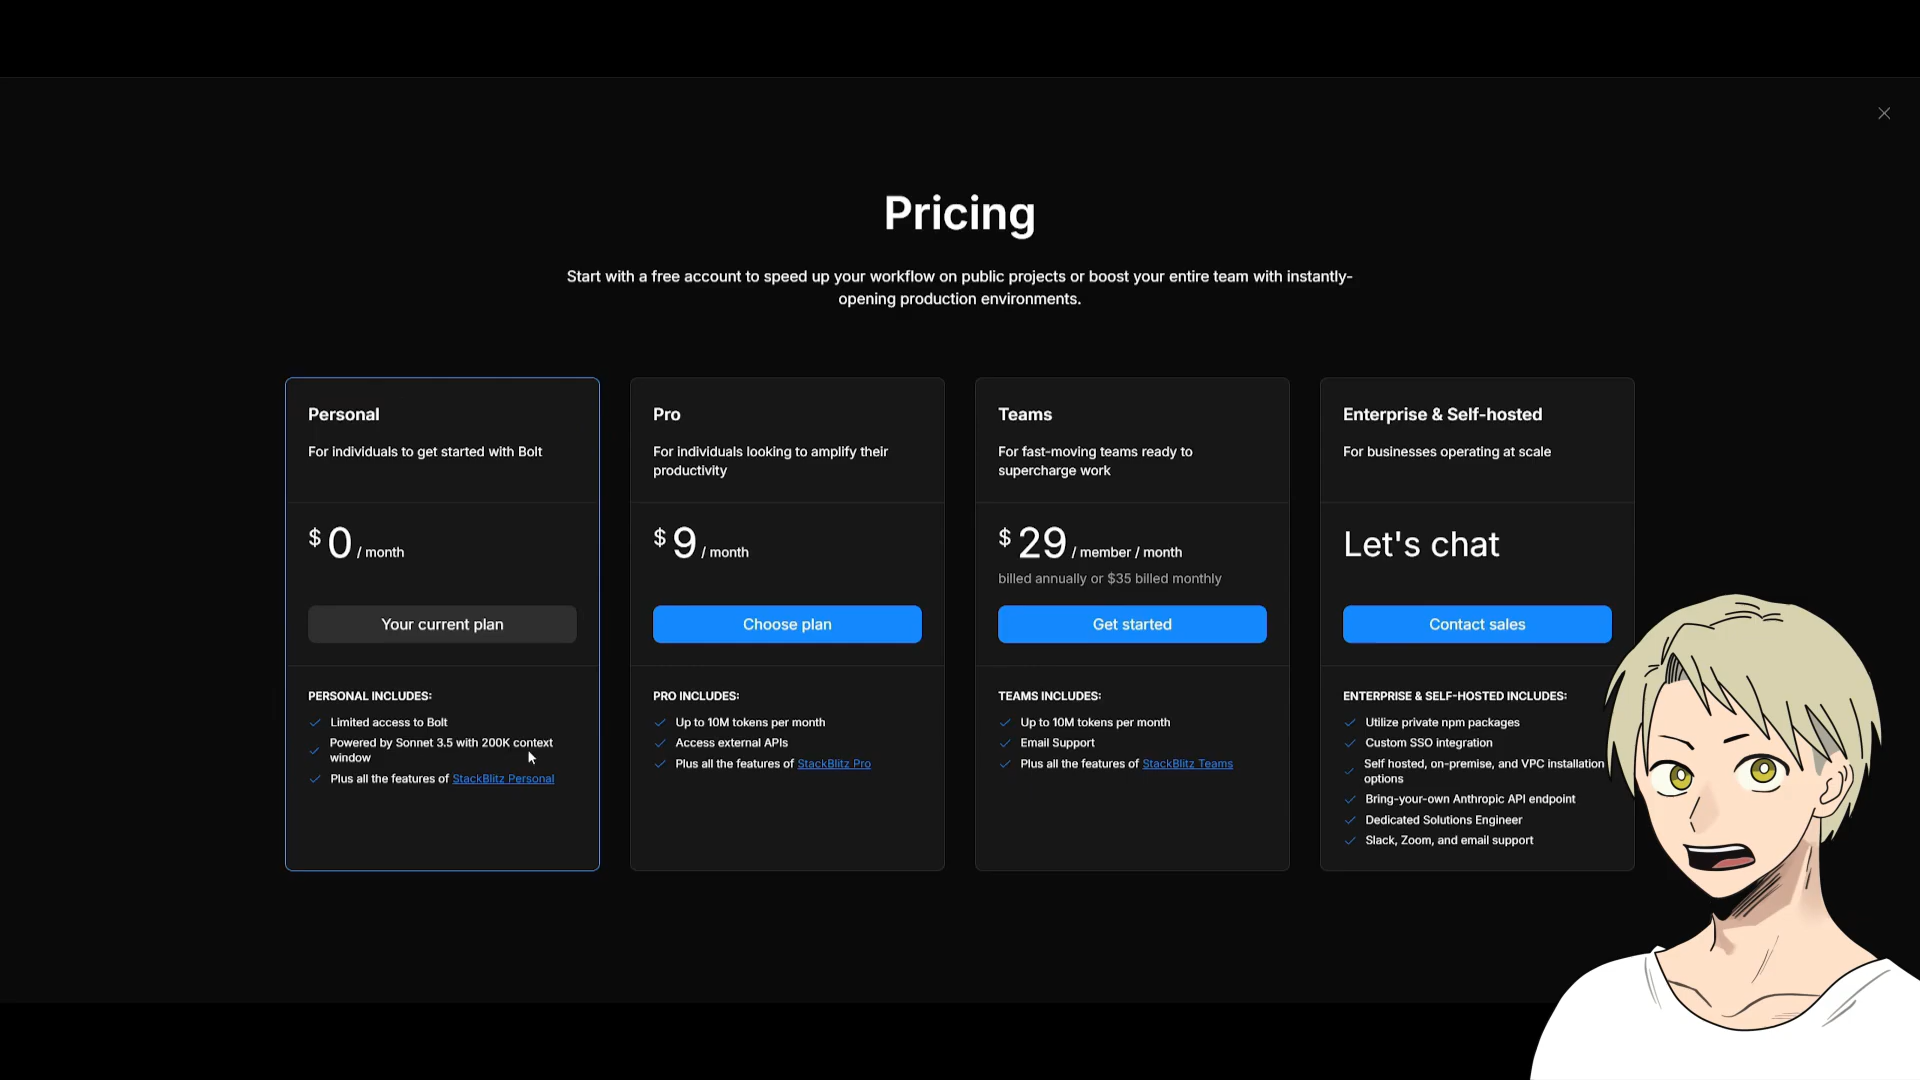 Pricing
Start with a free account to speed up your workflow on public projects or boost your entire team with instantly-
opening production environments.
Personal
For individuals to get started with Bolt
$ 0 / month
Your current plan
PERSONAL INCLUDES:
Limited access to Bolt
Powered by Sonnet 3.5 with 200K context
window
Plus all the features of StackBlitz Personal
Pro
For individuals looking to amplify their
productivity
$ 9 / month
Choose plan
PRO INCLUDES:
Up to 10M tokens per month
Access external APIs
Plus all the features of StackBlitz Pro
Teams
For fast-moving teams ready to
supercharge work
$ 29 / member / month
billed annually or $35 billed monthly
Get started
TEAMS INCLUDES:
Up to 10M tokens per month
Email Support
Plus all the features of StackBlitz Teams
Enterprise & Self-hosted
For businesses operating at scale
Let's chat
Contact sales
ENTERPRISE & SELF-HOSTED INCLUDES:
Utilize private npm packages
Custom SSO integration
Self hosted, on-premise, and VPC installation
options
Bring-your-own Anthropic API endpoint
Dedicated Solutions Engineer
Slack, Zoom, and email support